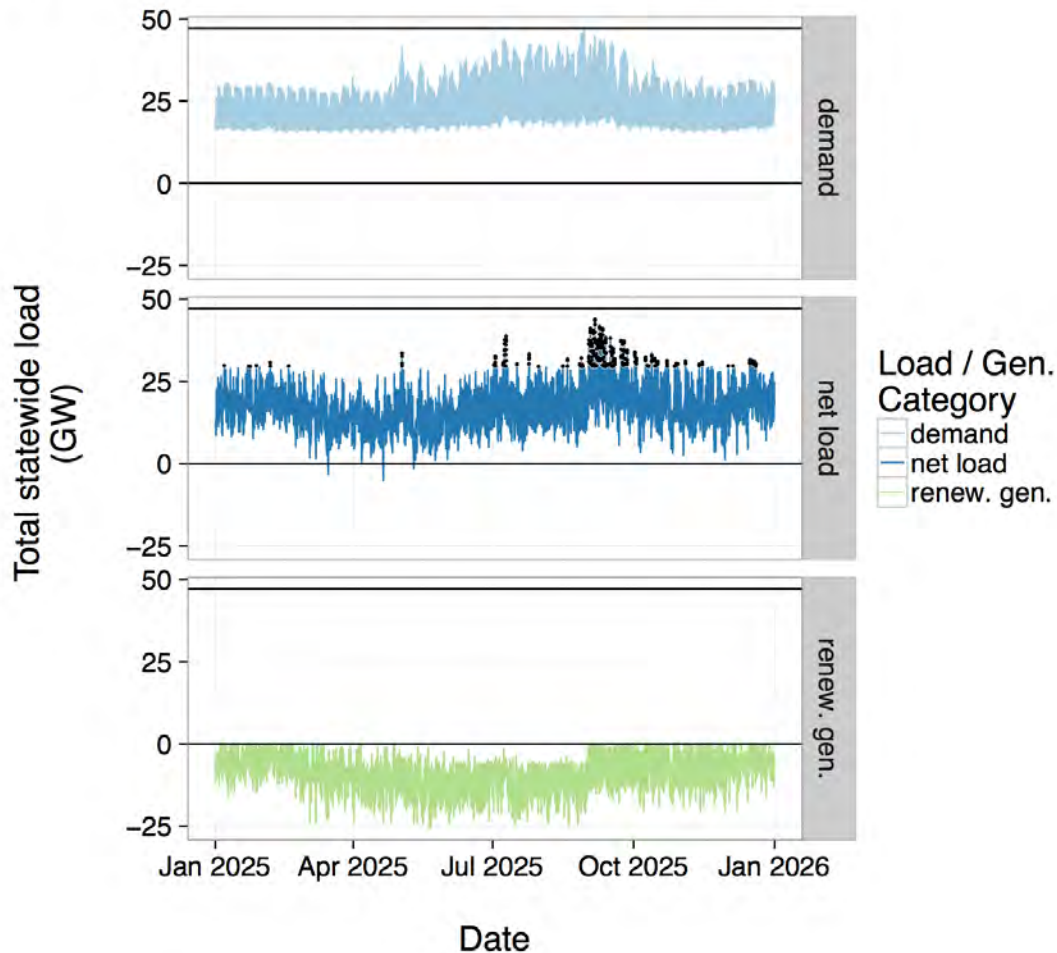 Total statewide load
(GW)
50
25
0
−25
demand
50
25
0
−25
net load
50
25
0
−25
renew. gen.
Jan 2025
Apr 2025
Jul 2025
Oct 2025
Jan 2026
Date
Load / Gen.
Category
demand
net load
renew. gen.